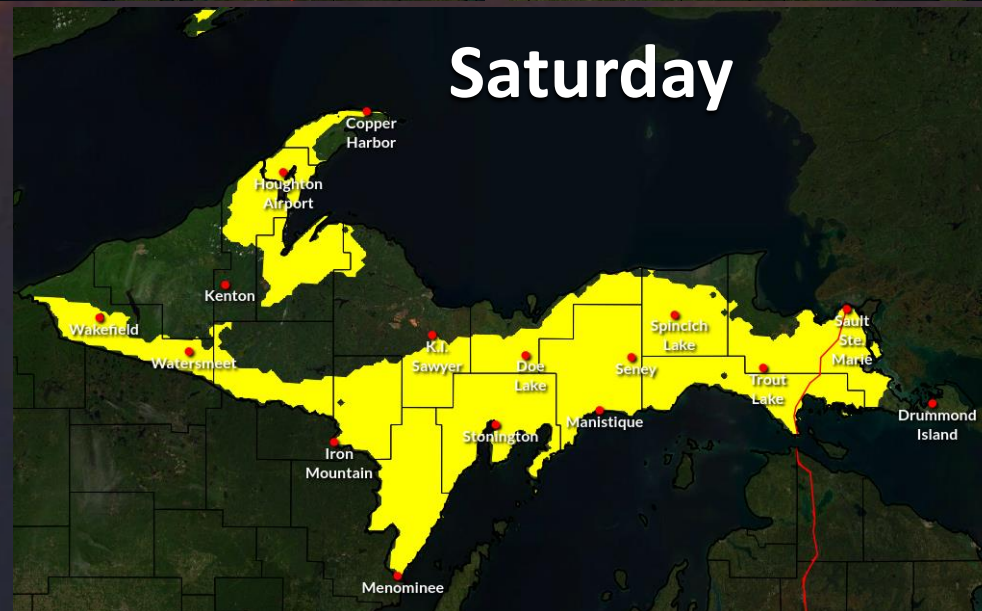 Saturday
Copper
Harbor
Houghton
Airport
Kenton
Wakefield
Watersmeet
K.I.
Sawyer
Doe
Lake
Spincich
Lake
Seney
Sault
Ste.
Marie
Trout
Lake
Drummond
Island
Manistique
Stonington
Iron
Mountain
Menominee